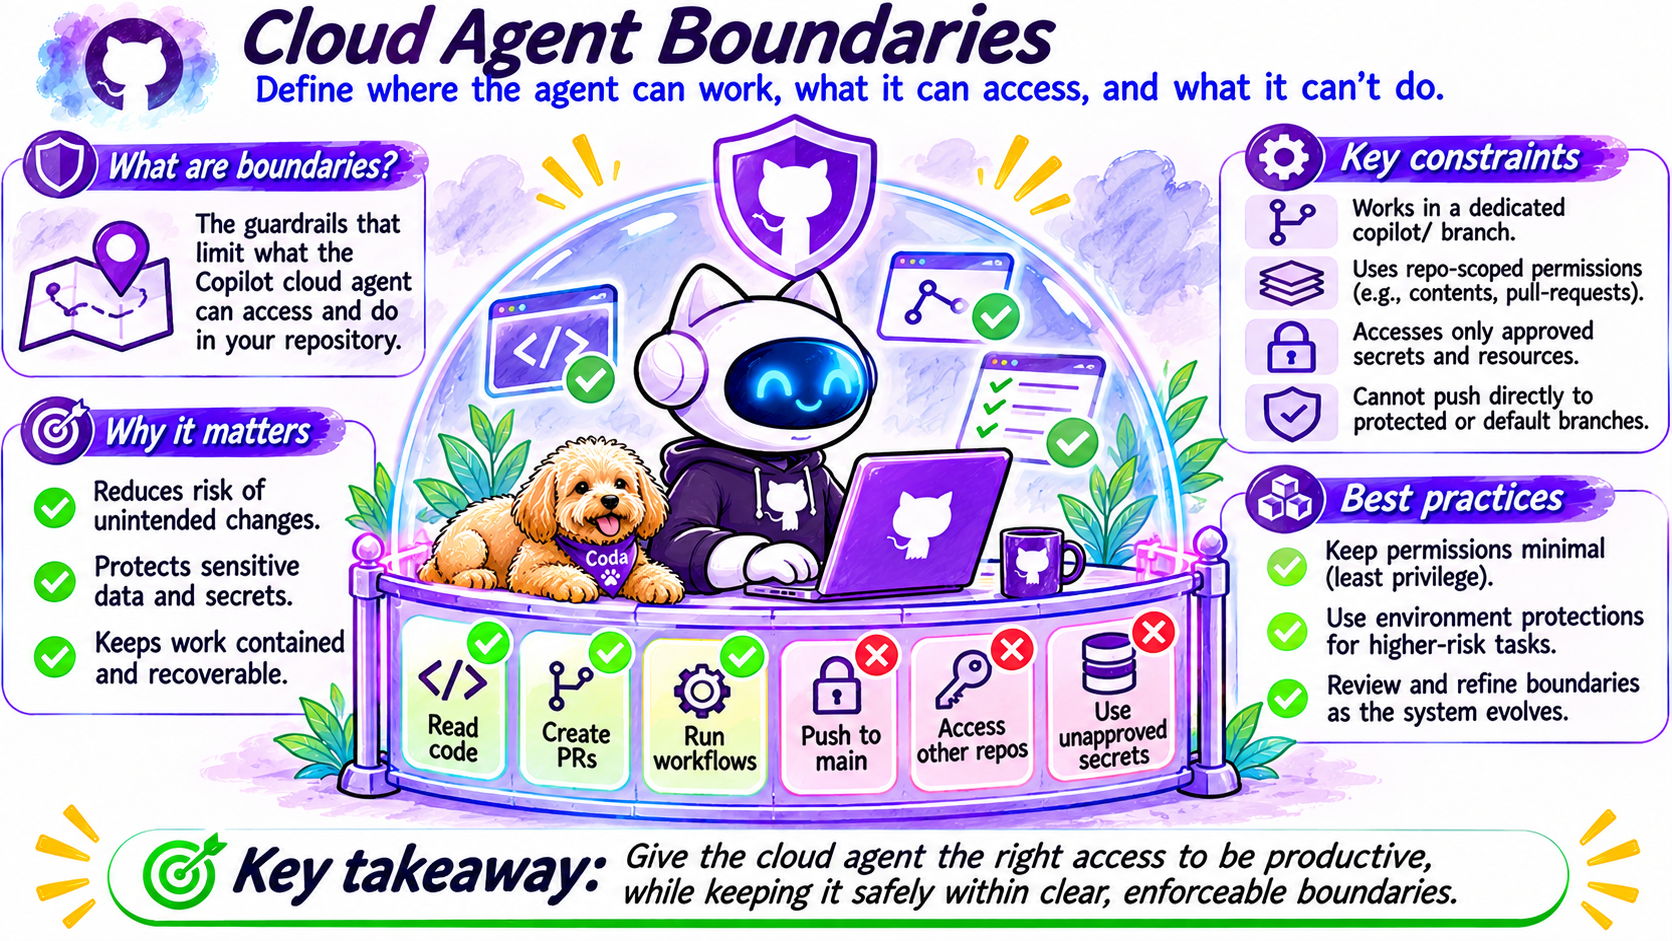 Cloud Agent Boundaries
Define where the agent can work, what it can access, and what it can't do.
What are boundaries?
The guardrails that
limit what the
Copilot cloud agent
can access and do
in your repository.
Why it matters
Reduces risk of
unintended changes.
Protects sensitive
data and secrets.
Keeps work contained
and recoverable.
</>
Coda
</>
Read
code
Create
PRs
Run
workflows
Push to
main
Access
other repos
Use
unapproved
secrets
Key constraints
Works in a dedicated
copilot/ branch.
Uses repo-scoped permissions
(e.g., contents, pull-requests).
Accesses only approved
secrets and resources.
Cannot push directly to
protected or default branches.
Best practices
Keep permissions minimal
(least privilege).
Use environment protections
for higher-risk tasks.
Review and refine boundaries
as the system evolves.
Key takeaway:
Give the cloud agent the right access to be productive,
while keeping it safely within clear, enforceable boundaries.